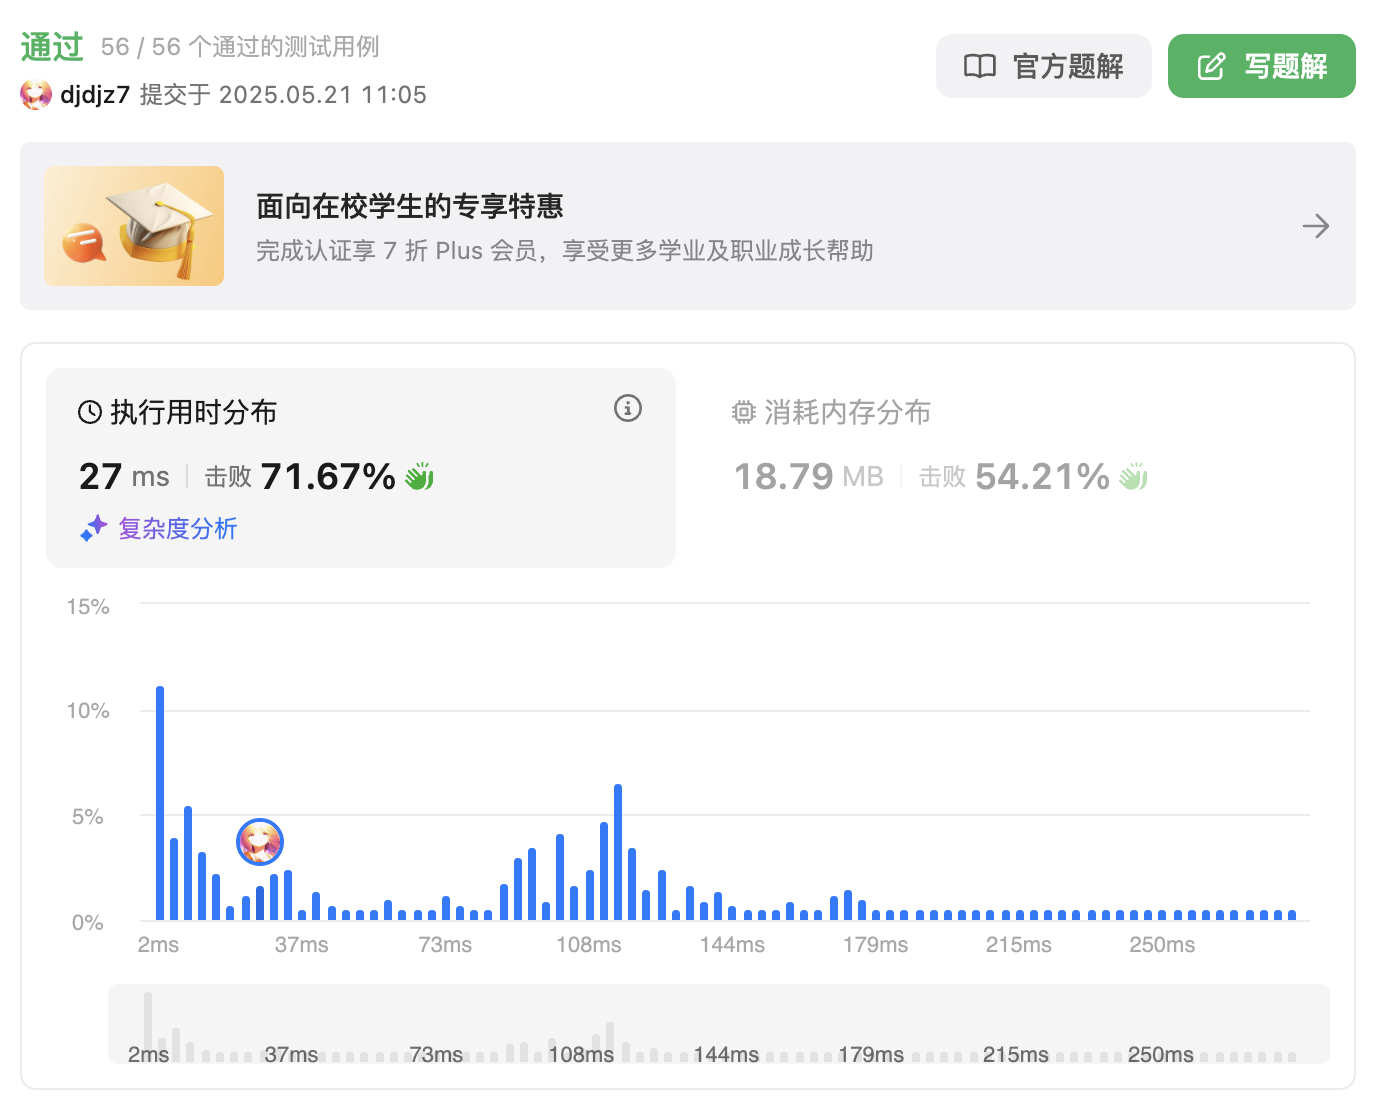 通过 56 / 56 个通过的测试用例
djdjz7 提交于 2025.05.21 11:05
官方题解
写题解
面向在校学生的专享特惠
完成认证享 7 折 Plus 会员，享受更多学业及职业成长帮助
执行用时分布
27 ms 击败 71.67%
复杂度分析
消耗内存分布
18.79 MB 击败 54.21%
15%
10%
5%
0%
2ms 37ms 73ms 108ms 144ms 179ms 215ms 250ms
2ms 37ms 73ms 108ms 144ms 179ms 215ms 250ms